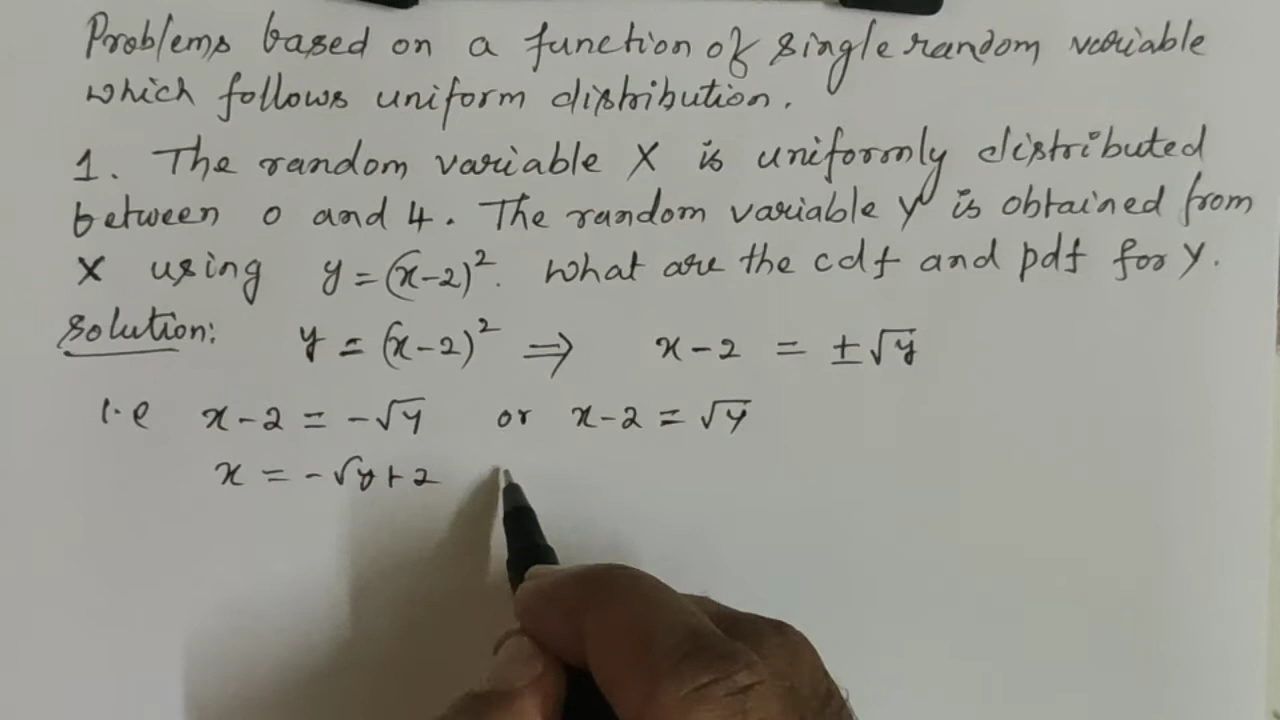 Problems based on a function of single random variable
which follows uniform distribution.
1. The random variable X is uniformly distributed
between 0 and 4. The random variable Y is obtained from
X using y = (x-2)². What are the cdf and pdf for Y.
Solution: y = (x-2)² ⇒ x-2 = ±√y
i.e x-2 = -√y or x-2 = √y
x = -√y+2